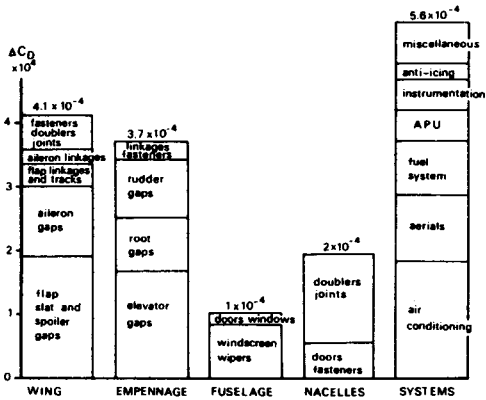 ΔC_D
×10⁴
4
3
2
1
0
4.1×10⁻⁴
fasteners
doublers
joints
aileron linkages
flap linkages
and tracks
aileron
gaps
flap
slat and
spoiler
gaps
WING
3.7×10⁻⁴
linkages
fasteners
rudder
gaps
root
gaps
elevator
gaps
EMPENNAGE
1×10⁻⁴
doors windows
windscreen
wipers
FUSELAGE
2×10⁻⁴
doublers
joints
doors
fasteners
NACELLES
5.6×10⁻⁴
miscellaneous
anti-icing
instrumentation
APU
fuel
system
aerials
air
conditioning
SYSTEMS